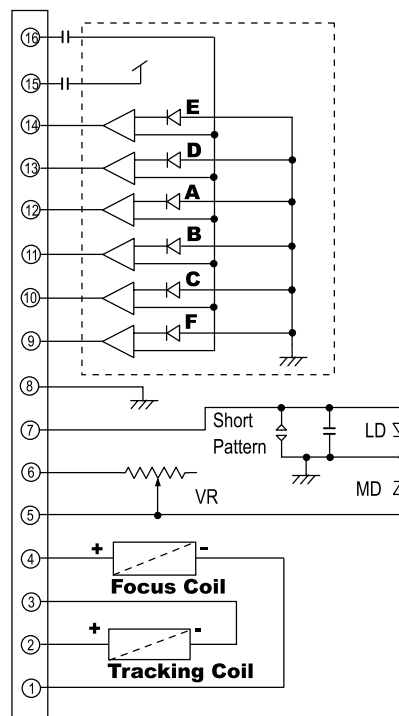 16
15
14
E
13
D
12
A
11
B
10
C
9
F
8
7
Short
Pattern
LD
6
VR
MD
5
4
+
-
Focus Coil
3
2
+
-
Tracking Coil
1